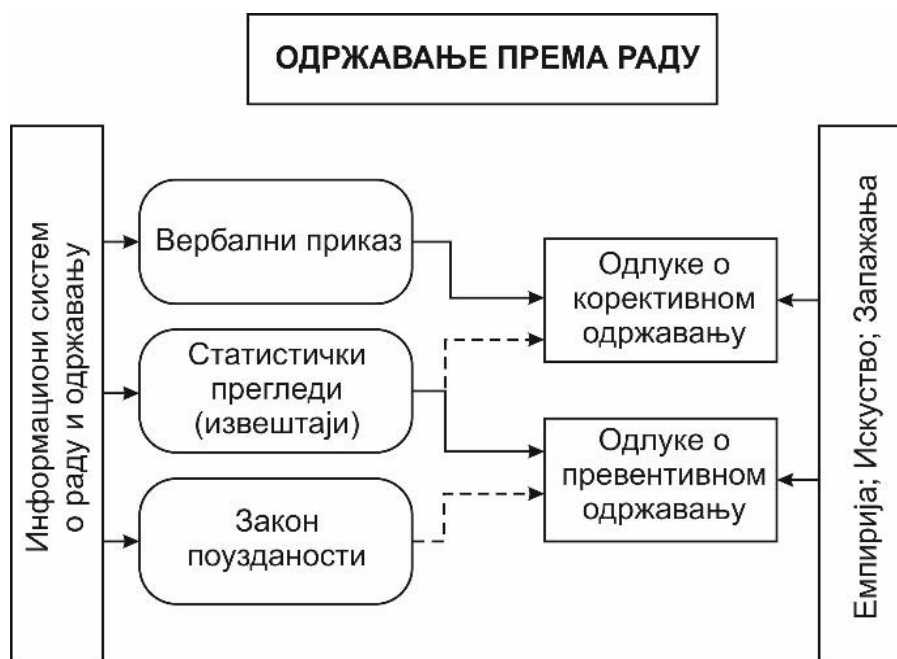 ОДРЖАВАЊЕ ПРЕМА РАДУ
Информациони систем
о раду и одржавању
Вербални приказ
Статистички
прегледи
(извештаји)
Закон
поузданости
Одлуке о
корективном
одржавању
Одлуке о
превентивном
одржавању
Емпирија; Искуство; Запажања